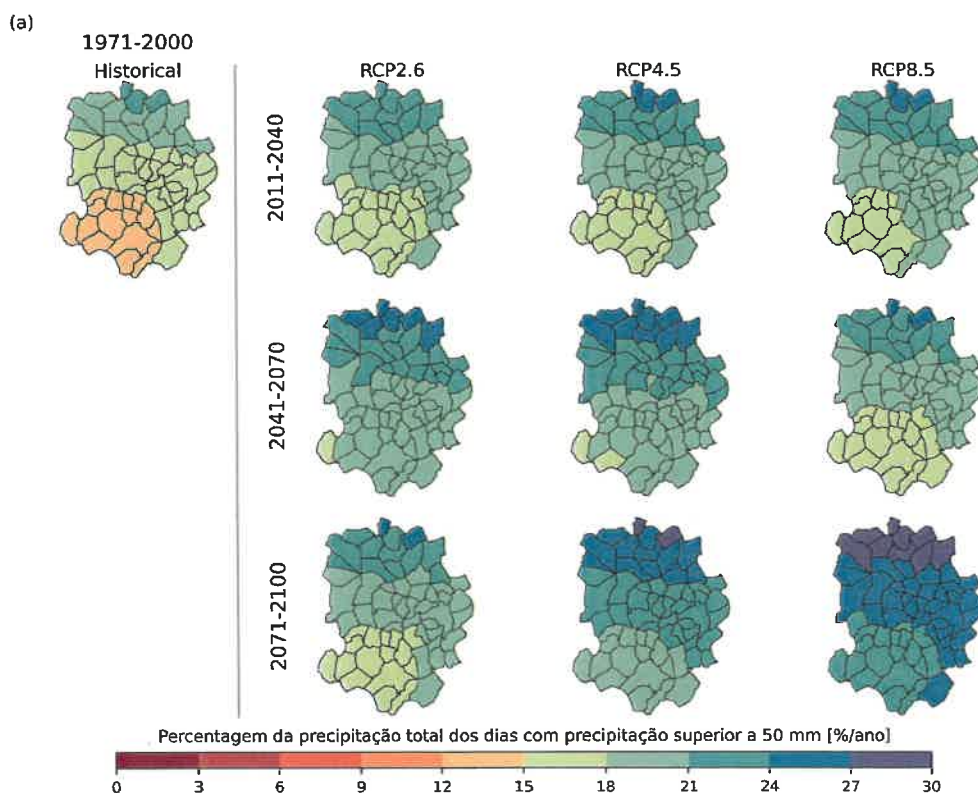 (a)
1971-2000
Historical
RCP2.6
RCP4.5
RCP8.5
2011-2040
2041-2070
2071-2100
Percentagem da precipitação total dos dias com precipitação superior a 50 mm [%/ano]
0 3 6 9 12 15 18 21 24 27 30